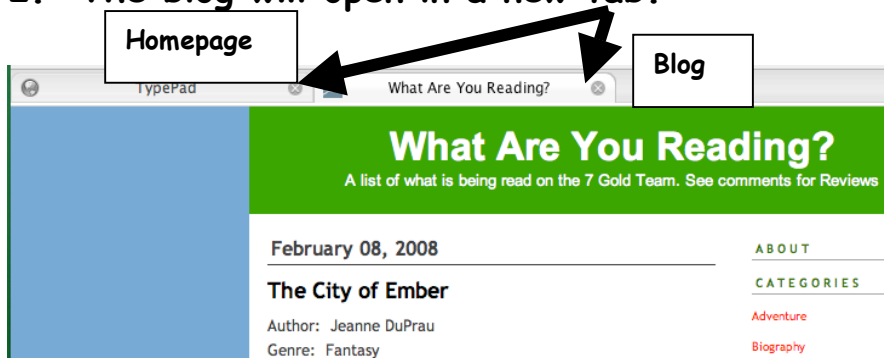 The blog will open in a new tab.
Homepage
Blog
TypePad
What Are You Reading?
What Are You Reading?
A list of what is being read on the 7 Gold Team. See comments for Reviews
February 08, 2008
The City of Ember
Author: Jeanne DuPrau
Genre: Fantasy
ABOUT
CATEGORIES
Adventure
Biography